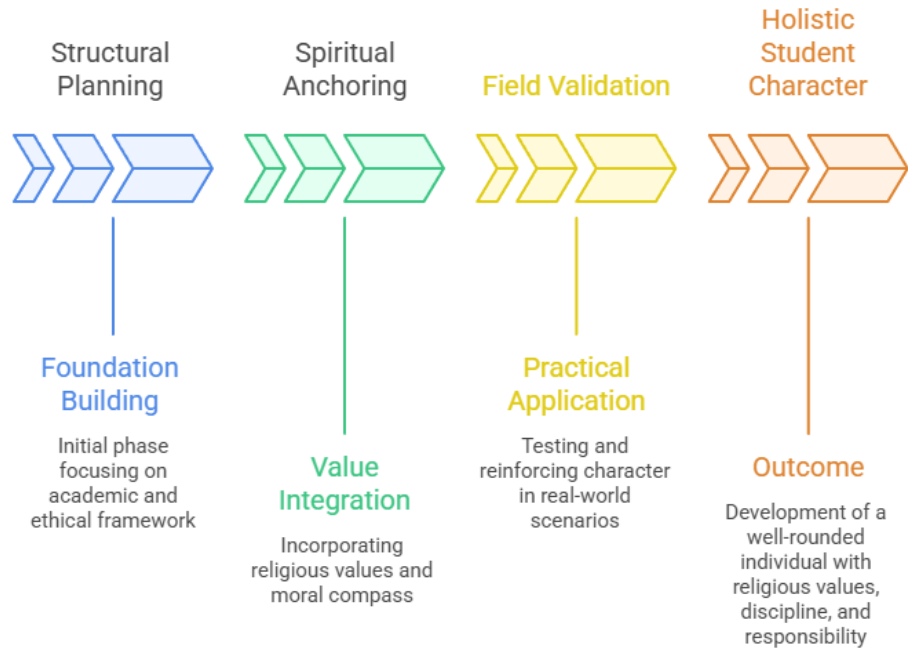 Structural
Planning
Foundation
Building
Initial phase
focusing on
academic and
ethical framework
Spiritual
Anchoring
Value
Integration
Incorporating
religious values and
moral compass
Field Validation
Practical
Application
Testing and
reinforcing character
in real-world
scenarios
Holistic
Student
Character
Outcome
Development of a
well-rounded
individual with
religious values,
discipline, and
responsibility